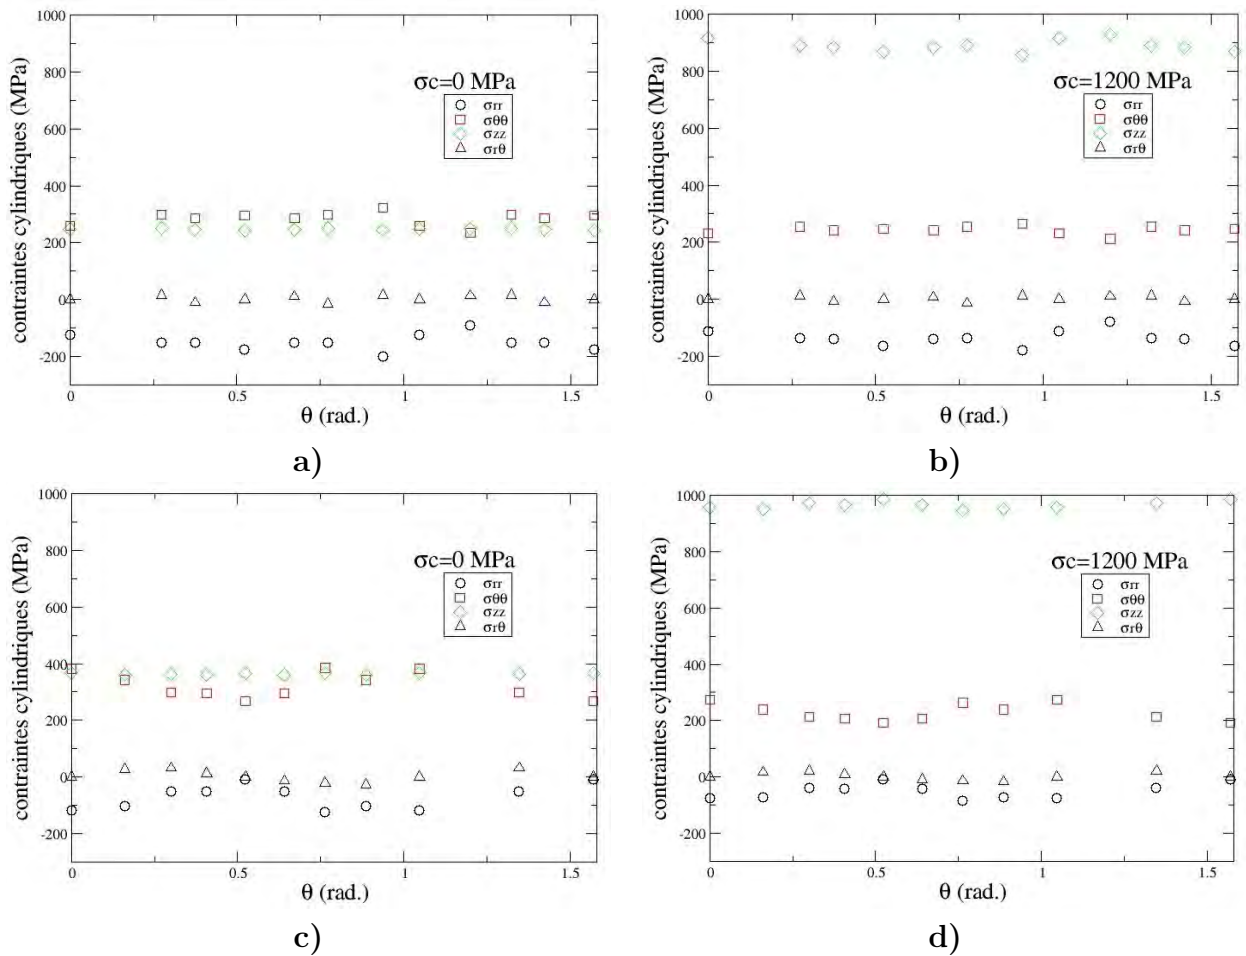 contraintes cylindriques (MPa)
1000
800
600
400
200
0
-200
σc=0 MPa
σrr
σθθ
σzz
σrθ
0
0.5
1
1.5
θ (rad.)
a)
contraintes cylindriques (MPa)
1000
800
600
400
200
0
-200
σc=1200 MPa
σrr
σθθ
σzz
σrθ
0
0.5
1
1.5
θ (rad.)
b)
contraintes cylindriques (MPa)
1000
800
600
400
200
0
-200
σc=0 MPa
σrr
σθθ
σzz
σrθ
0
0.5
1
1.5
θ (rad.)
c)
contraintes cylindriques (MPa)
1000
800
600
400
200
0
-200
σc=1200 MPa
σrr
σθθ
σzz
σrθ
0
0.5
1
1.5
θ (rad.)
d)